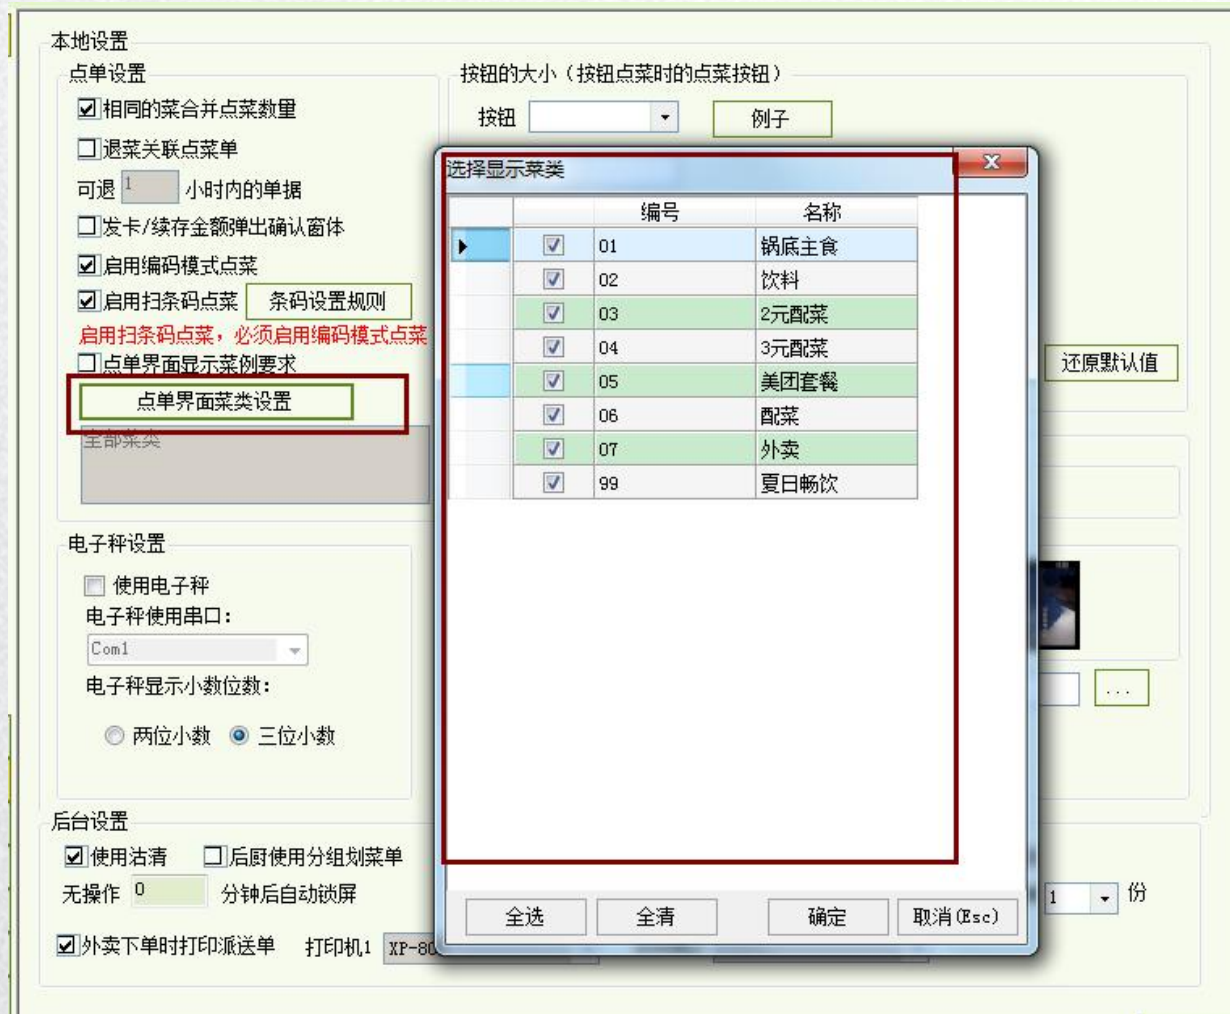 本地设置
点单设置
按钮的大小（按钮点菜时的点菜按钮）
相同的菜合并点菜数量
按钮
例子
退菜关联点菜单
可退 1 小时内的单据
发卡/续存金额弹出确认窗体
启用编码模式点菜
启用扫条码点菜 条码设置规则
启用扫条码点菜，必须启用编码模式点菜
点单界面显示菜例要求
点单界面菜类设置
全部菜类
还原默认值
选择显示菜类
编号 名称
01 锅底主食
02 饮料
03 2元配菜
04 3元配菜
05 美团套餐
06 配菜
07 外卖
99 夏日畅饮
全选 全清 确定 取消(Esc)
电子秤设置
使用电子秤
电子秤使用串口：
Com1
电子秤显示小数位数：
两位小数 三位小数
...
后台设置
使用沽清 后厨使用分组划菜单
无操作 0 分钟后自动锁屏
1 份
外卖下单时打印派送单 打印机1 XP-80